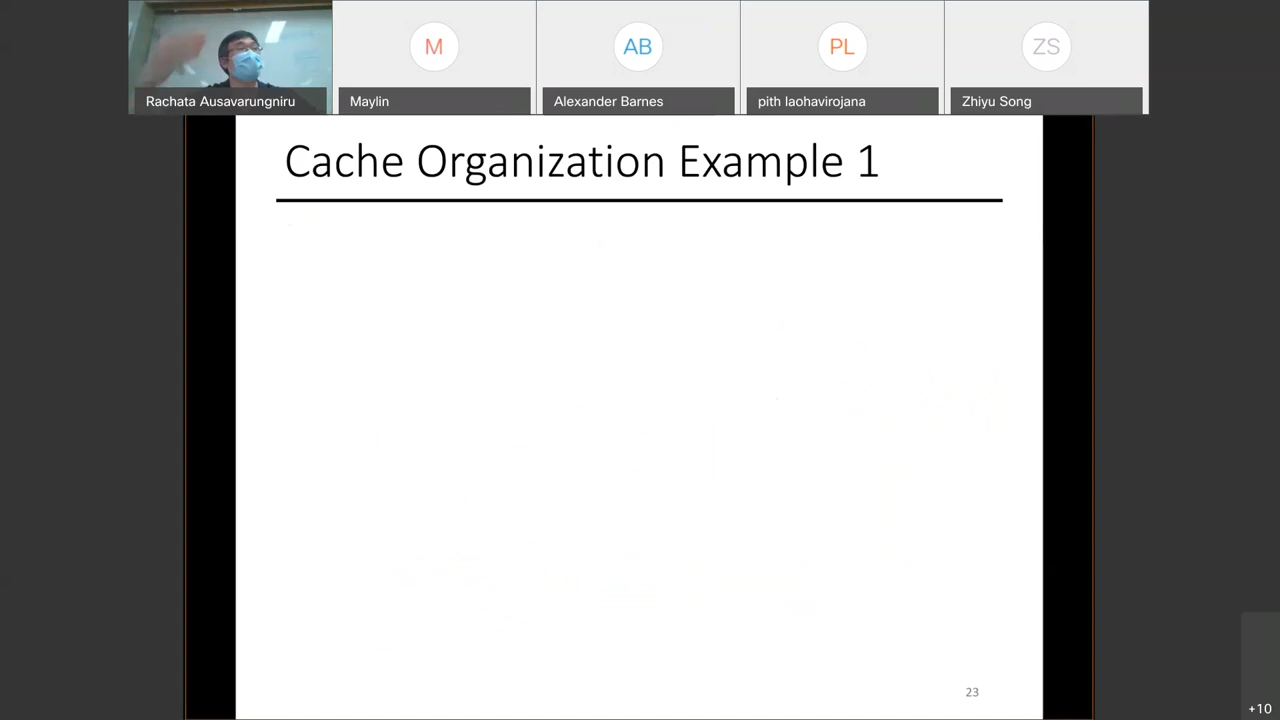 M
AB
PL
ZS
Rachata Ausavarungniru
Maylin
Alexander Barnes
pith laohavirojana
Zhiyu Song
Cache Organization Example 1
23
+10